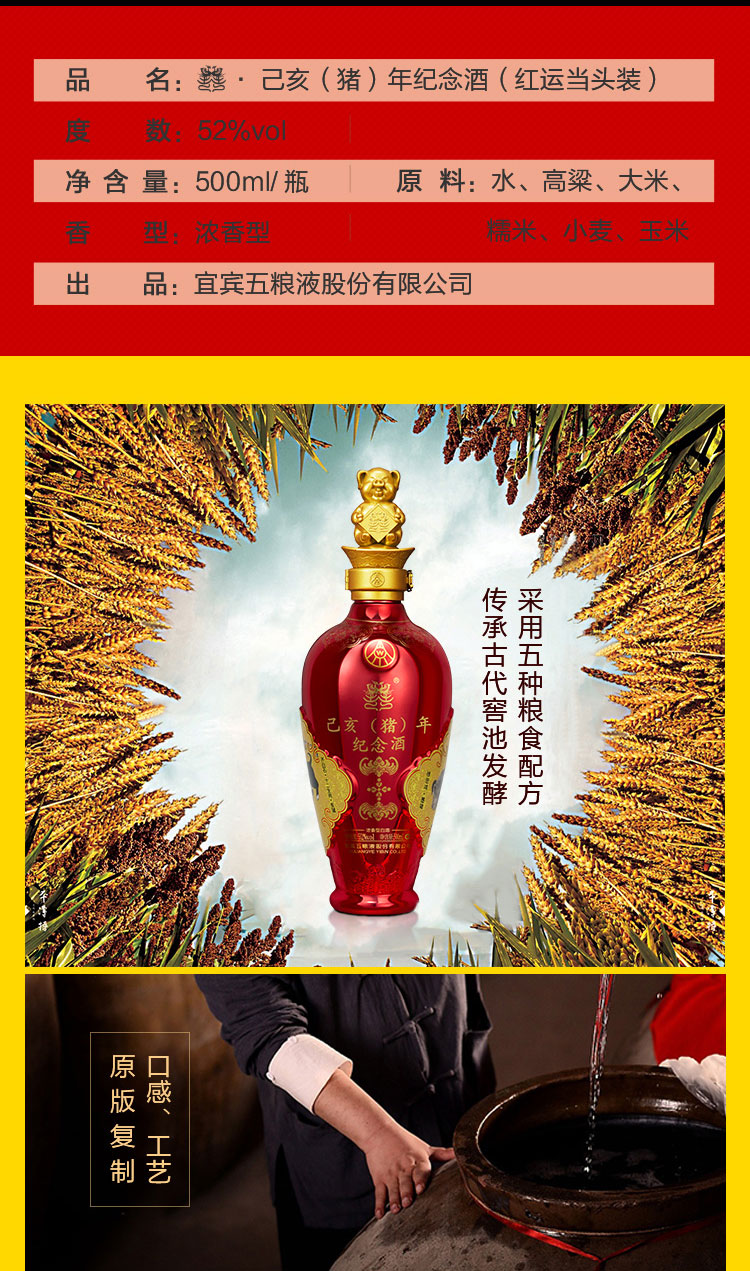 品 名：· 己亥（猪）年纪念酒（红运当头装）
度 数：52%vol
净含量：500ml/瓶
原 料：水、高粱、大米、
糯米、小麦、玉米
香 型：浓香型
出 品：宜宾五粮液股份有限公司
采用五种粮食配方
传承古代窖池发酵
己亥（猪）年
纪念酒
口感、工艺
原版复制